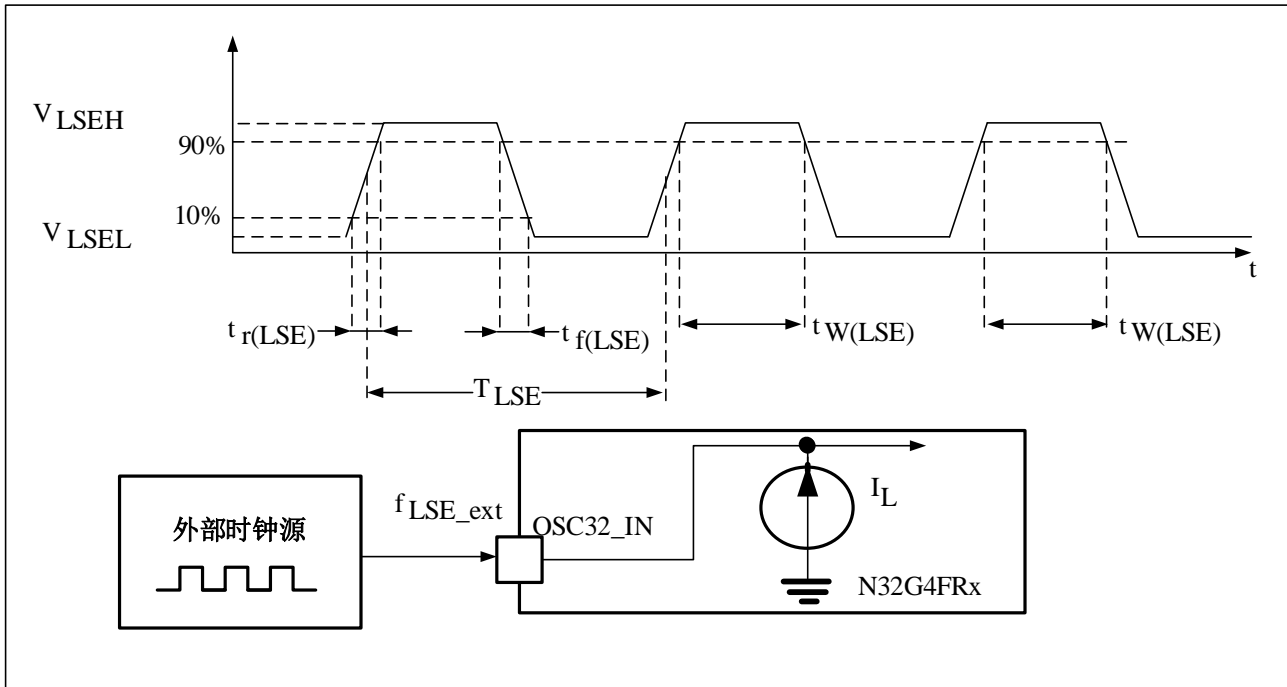 V LSEH
90%
10%
V LSEL
t
t r(LSE)
t f(LSE)
t W(LSE)
t W(LSE)
T LSE
f LSE_ext
OSC32_IN
I L
外部时钟源
N32G4FRx